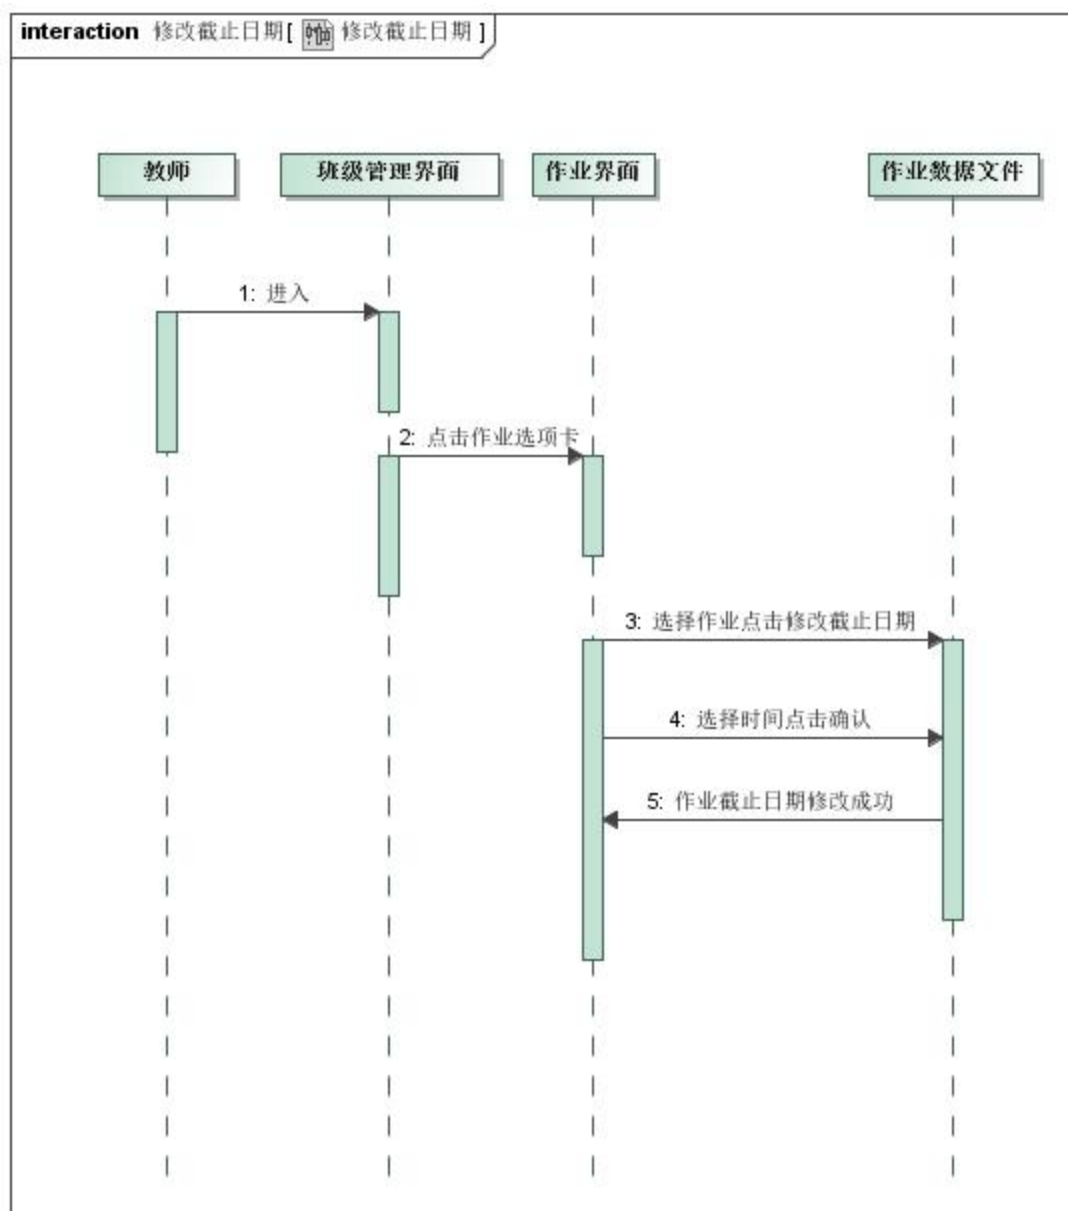 interaction 修改截止日期[ 修改截止日期 ]
教师
班级管理界面
作业界面
作业数据文件
1: 进入
2: 点击作业选项卡
3: 选择作业点击修改截止日期
4: 选择时间点击确认
5: 作业截止日期修改成功